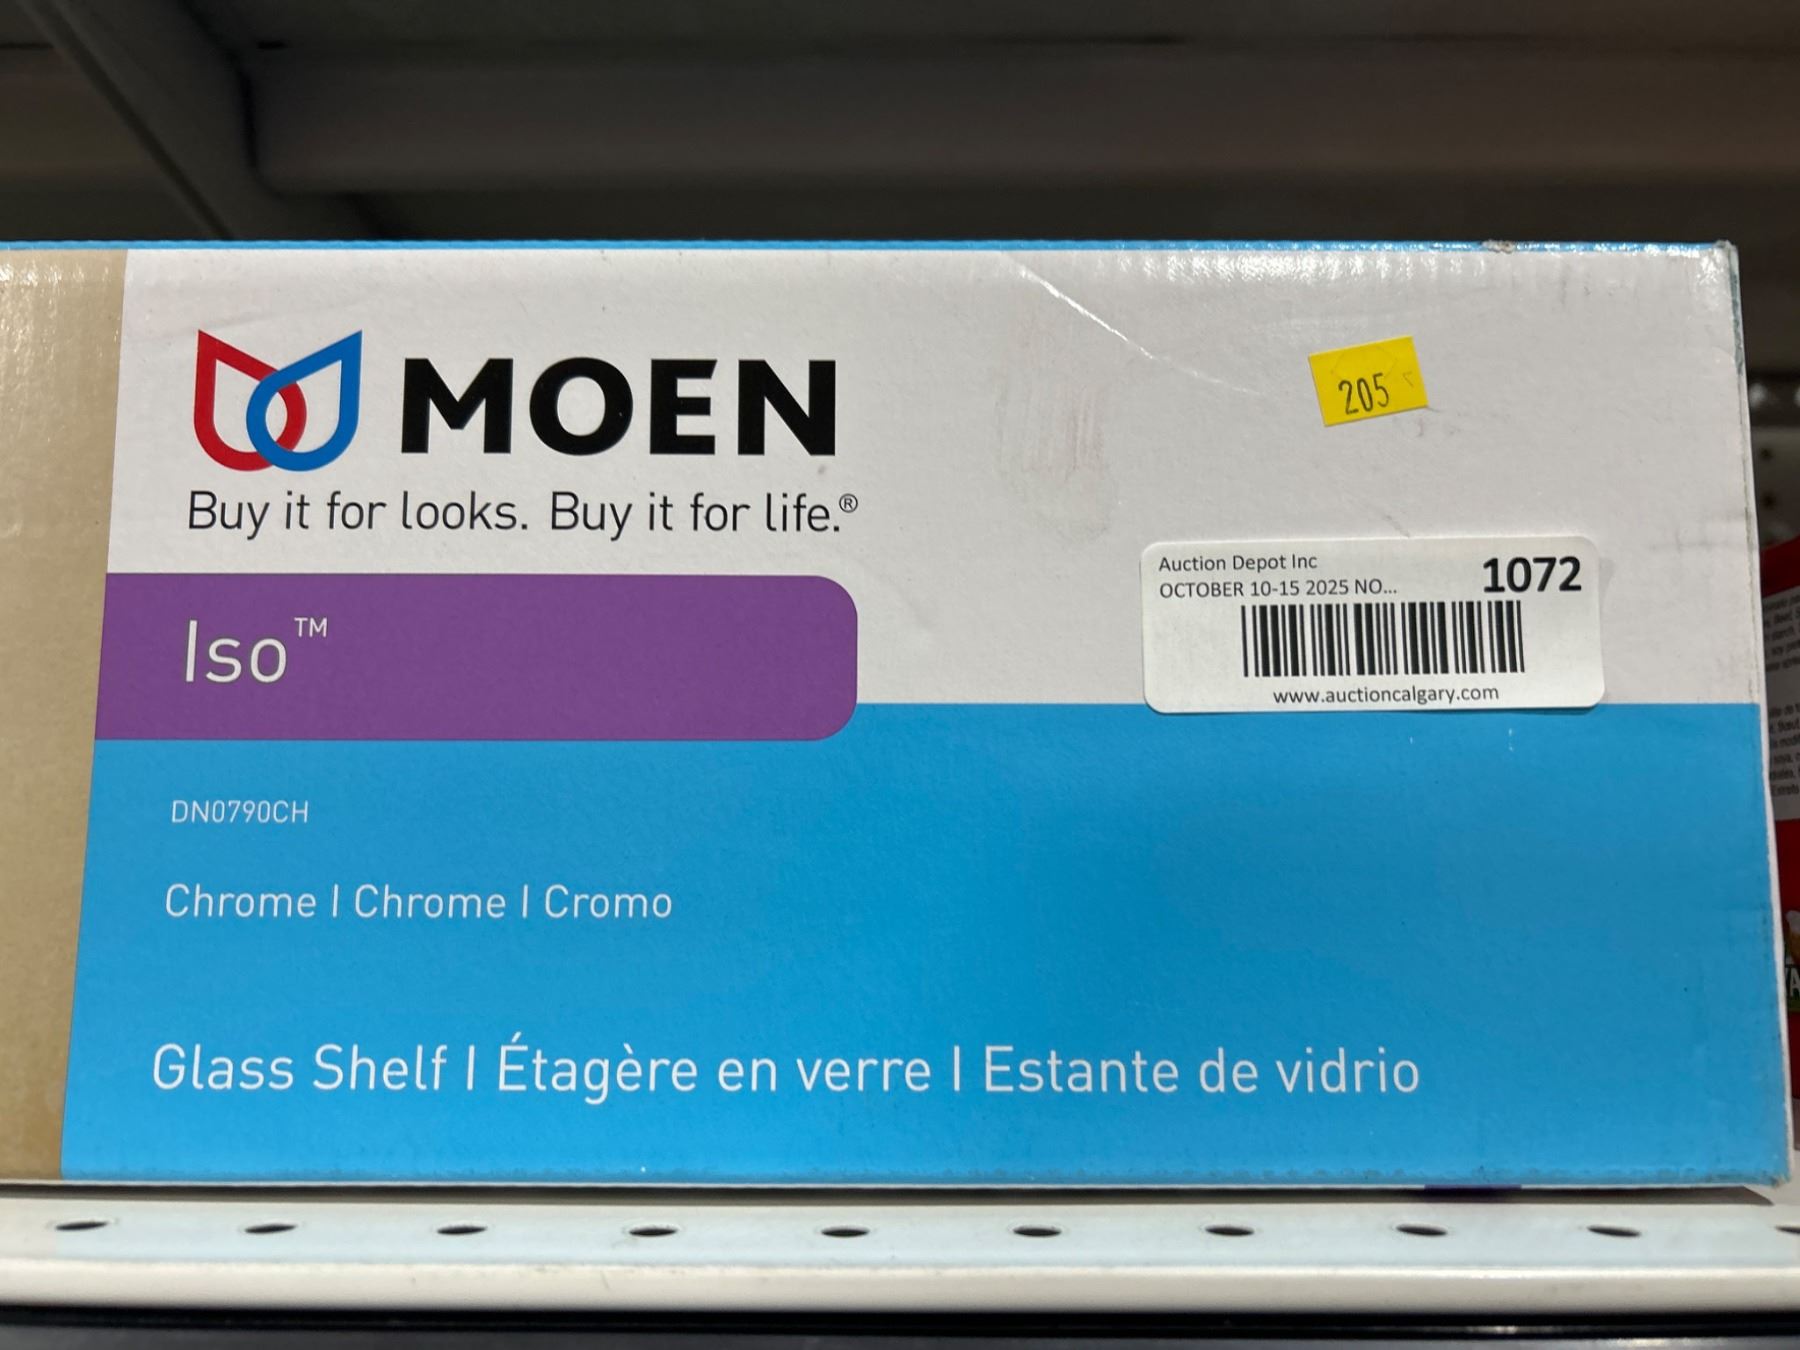 MOEN
Buy it for looks. Buy it for life.®
205
Auction Depot Inc
1072
OCTOBER 10-15 2025 NO...
www.auctioncalgary.com
Iso™
DN0790CH
Chrome | Chrome | Cromo
Glass Shelf | Étagère en verre | Estante de vidrio